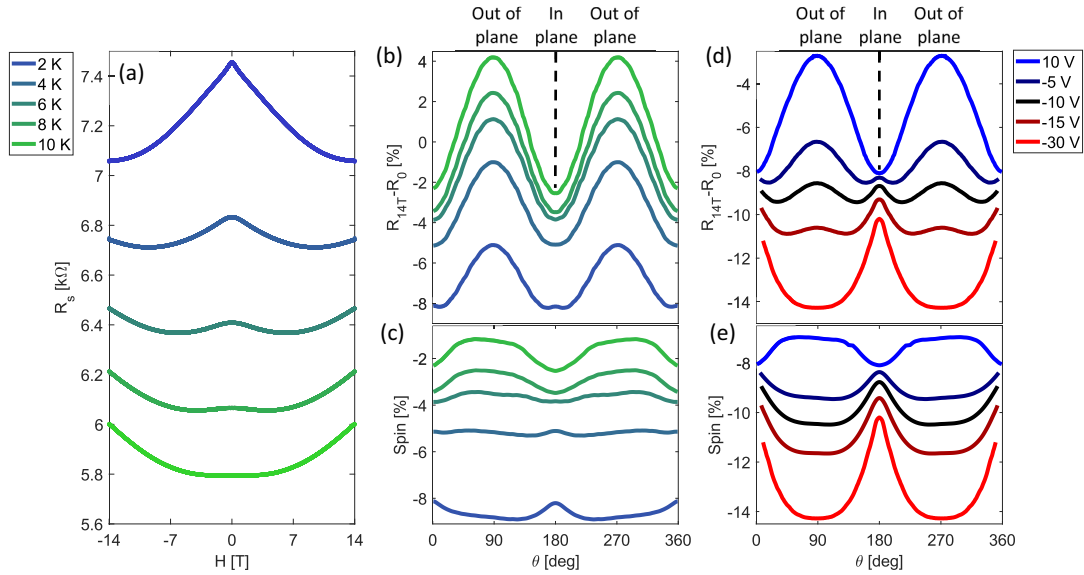 Out of plane
In plane
Out of plane
Out of plane
In plane
Out of plane
2 K
4 K
6 K
8 K
10 K
(a)
7.4
7.2
7
6.8
6.6
6.4
6.2
6
5.8
5.6
R_s [kΩ]
-14
-7
0
7
14
H [T]
(b)
4
2
0
-2
-4
-6
-8
R_14T-R_0 [%]
(c)
-2
-4
-6
-8
Spin [%]
0
90
180
270
360
θ [deg]
(d)
-4
-6
-8
-10
-12
-14
R_14T-R_0 [%]
(e)
-8
-10
-12
-14
Spin [%]
0
90
180
270
360
θ [deg]
10 V
-5 V
-10 V
-15 V
-30 V